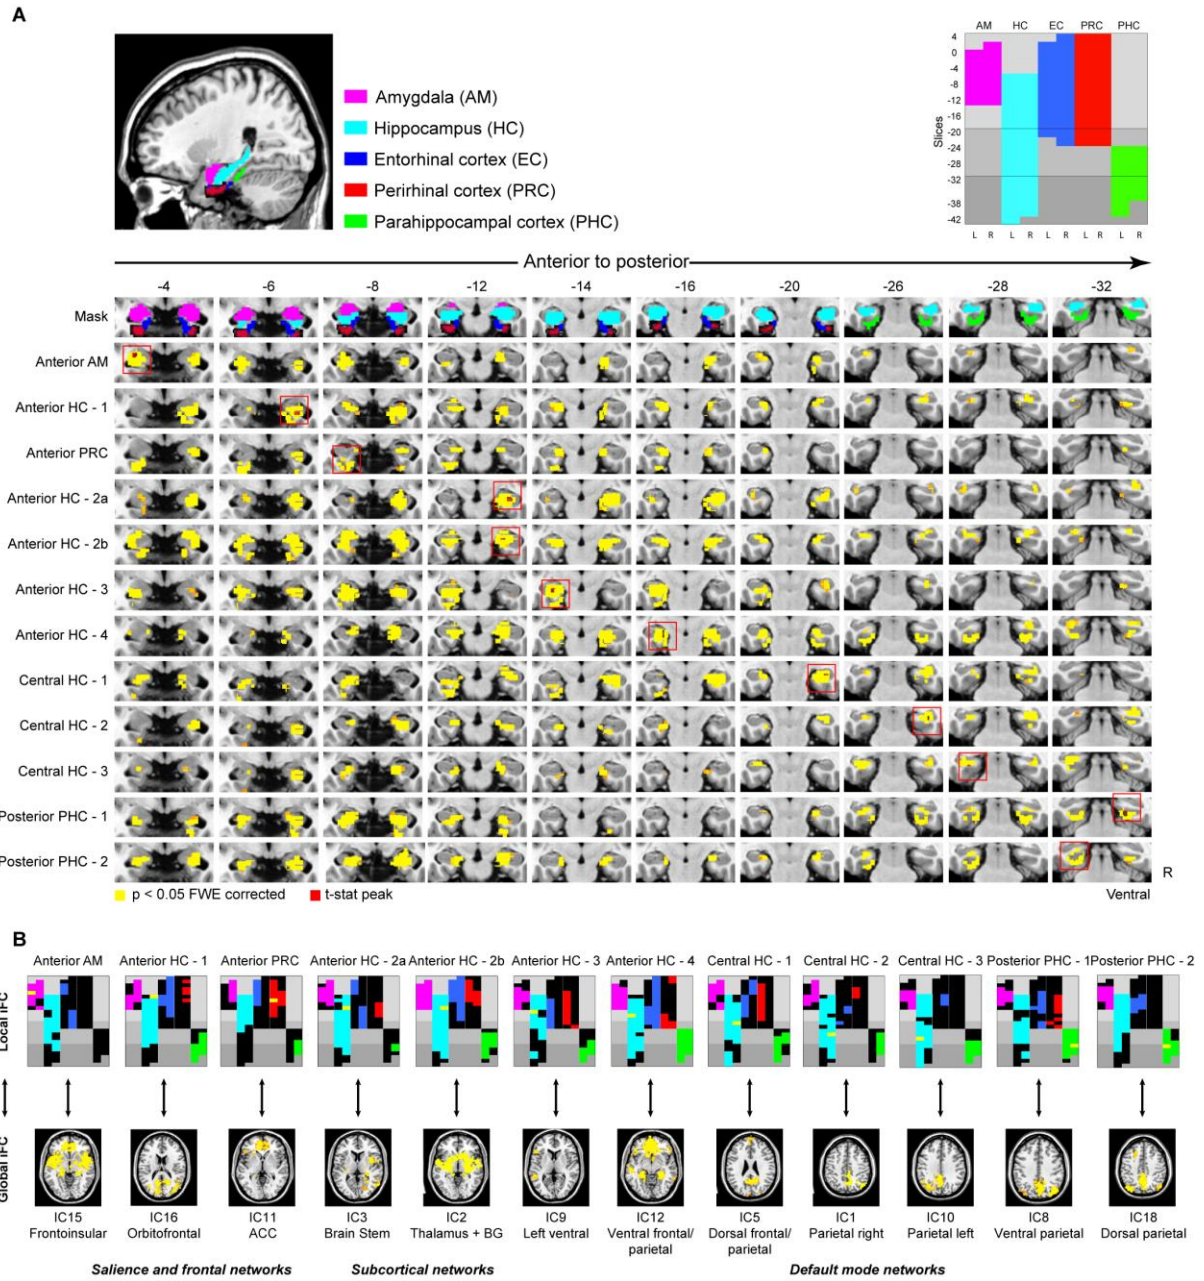 A
AM HC EC PRC PHC
Amygdala (AM)
Hippocampus (HC)
Entorhinal cortex (EC)
Perirhinal cortex (PRC)
Parahippocampal cortex (PHC)
Slices
4
0
-4
-8
-12
-16
-20
-24
-28
-32
-38
-42
L R L R L R L R L R
Anterior to posterior
-4 -6 -8 -12 -14 -16 -20 -26 -28 -32
Mask
Anterior AM
Anterior HC - 1
Anterior PRC
Anterior HC - 2a
Anterior HC - 2b
Anterior HC - 3
Anterior HC - 4
Central HC - 1
Central HC - 2
Central HC - 3
Posterior PHC - 1
Posterior PHC - 2
R
p < 0.05 FWE corrected t-stat peak Ventral
B
Anterior AM Anterior HC - 1 Anterior PRC Anterior HC - 2a Anterior HC - 2b Anterior HC - 3 Anterior HC - 4 Central HC - 1 Central HC - 2 Central HC - 3 Posterior PHC - 1 Posterior PHC - 2
Local iFC
Global iFC
IC15 IC16 IC11 IC3 IC2 IC9 IC12 IC5 IC1 IC10 IC8 IC18
Frontoinsular Orbitofrontal ACC Brain Stem Thalamus + BG Left ventral Ventral frontal/ Dorsal frontal/ Parietal right Parietal left Ventral parietal Dorsal parietal
parietal parietal
Salience and frontal networks Subcortical networks Default mode networks